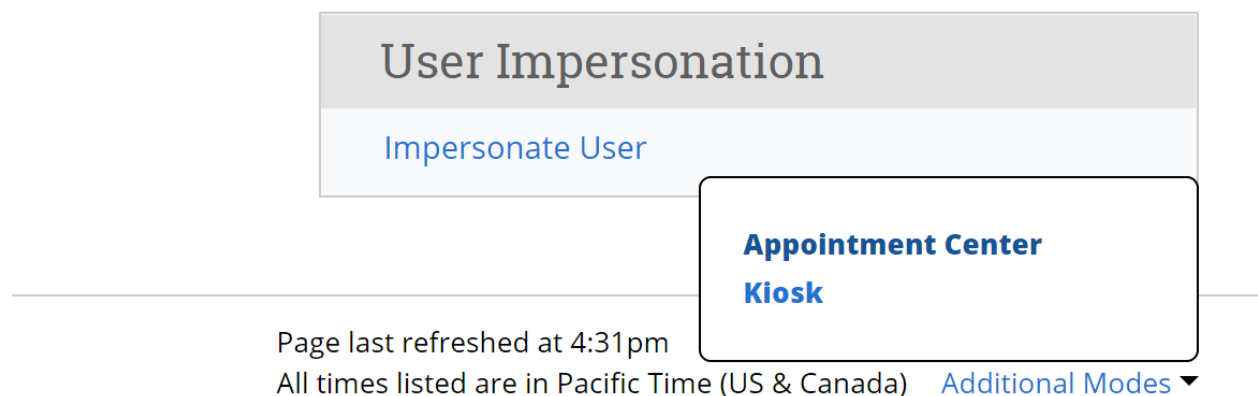 User Impersonation
Impersonate User
Appointment Center
Kiosk
Page last refreshed at 4:31pm
All times listed are in Pacific Time (US & Canada) Additional Modes